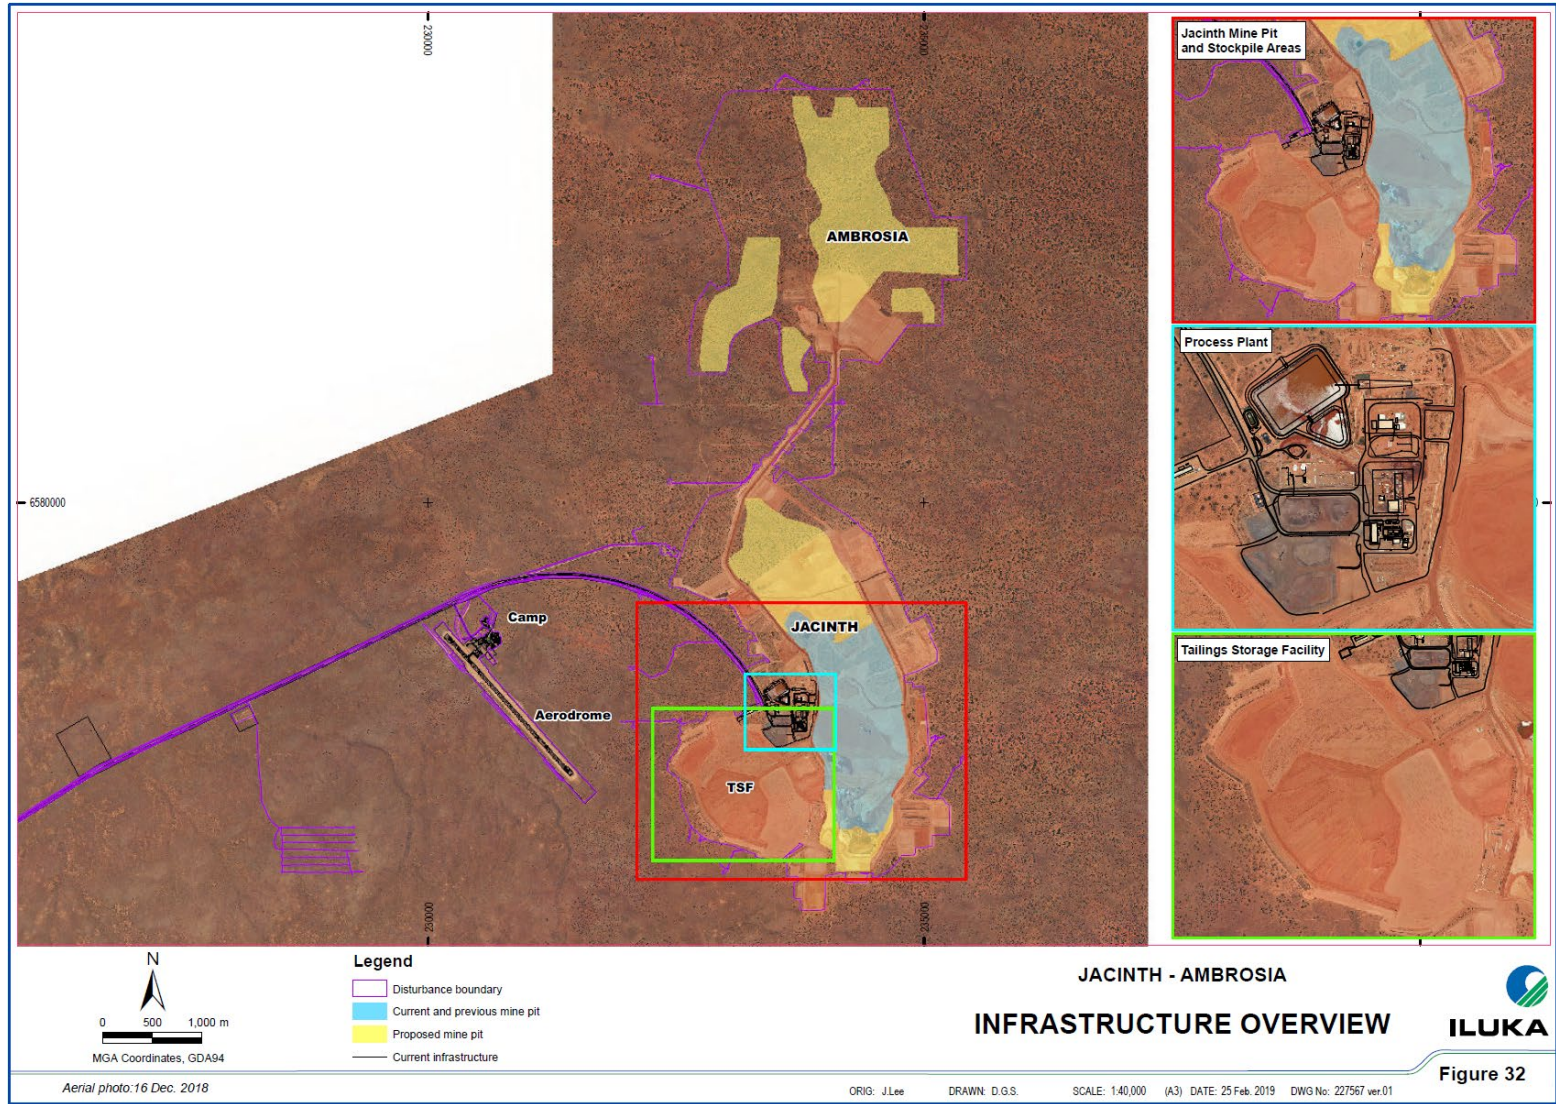 230000
235000
Jacinth Mine Pit
and Stockpile Areas
AMBROSIA
Process Plant
6580000
Camp
JACINTH
Tailings Storage Facility
Aerodrome
TSF
230000
235000
N
0 500 1,000 m
MGA Coordinates, GDA94
Legend
Disturbance boundary
Current and previous mine pit
Proposed mine pit
Current infrastructure
JACINTH - AMBROSIA
INFRASTRUCTURE OVERVIEW
ILUKA
Figure 32
Aerial photo:16 Dec. 2018
ORIG: J.Lee DRAWN: D.G.S. SCALE: 1:40,000 (A3) DATE: 25 Feb. 2019 DWG No: 227567 ver.01